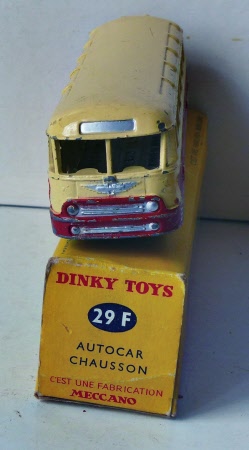 DINKY TOYS
29 F
AUTOCAR
CHAUSSON
C'EST UNE FABRICATION
MECCANO